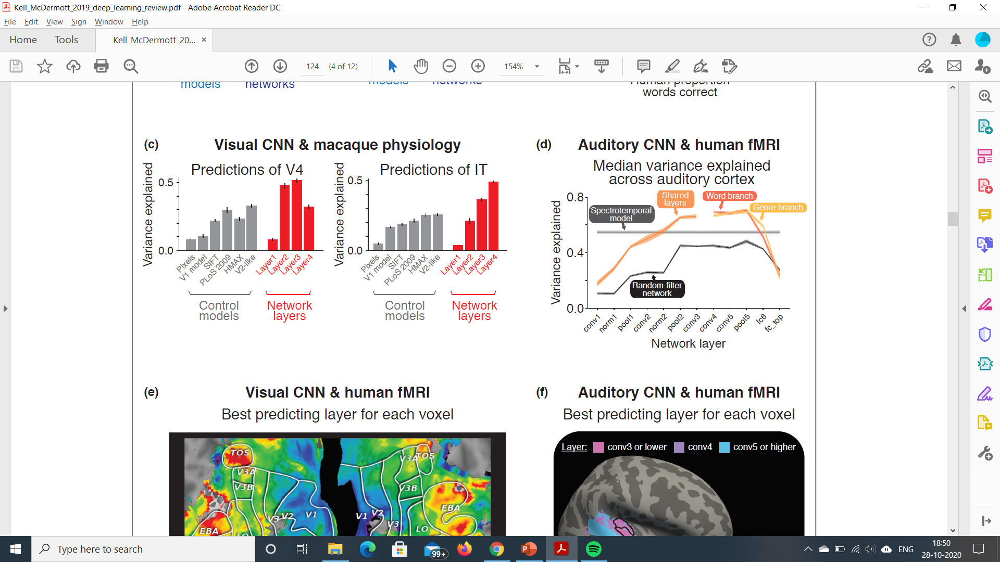 Kell_McDermott_2019_deep_learning_review.pdf - Adobe Acrobat Reader DC
File Edit View Sign Window Help
Home Tools Kell_McDermott_20... ×
124 (4 of 12) 154%
models networks models networks Human proportion
words correct
(c) Visual CNN & macaque physiology
Predictions of V4
Variance explained
0.5
0.0
Pixels
V1 model
SIFT
PLoS 2009
HMAX
V2-like
Layer1
Layer2
Layer3
Layer4
Control
models
Network
layers
Predictions of IT
Variance explained
0.5
0.0
Pixels
V1 model
SIFT
PLoS 2009
HMAX
V2-like
Layer1
Layer2
Layer3
Layer4
Control
models
Network
layers
(d) Auditory CNN & human fMRI
Median variance explained
across auditory cortex
Variance explained
0.8
0.4
0.0
Spectrotemporal
model
Shared
layers
Word branch
Genre branch
Random-filter
network
conv1
norm1
pool1
conv2
norm2
pool2
conv3
conv4
conv5
pool5
fc6
fc_top
Network layer
(e) Visual CNN & human fMRI
Best predicting layer for each voxel
TOS
V3A
V3B
V3 V2 V1
EBA
LO
V3A TOS
V3B
EBA
V1 V2
V3
LO
(f) Auditory CNN & human fMRI
Best predicting layer for each voxel
Layer: conv3 or lower conv4 conv5 or higher
Type here to search
99+
ENG
18:50
28-10-2020